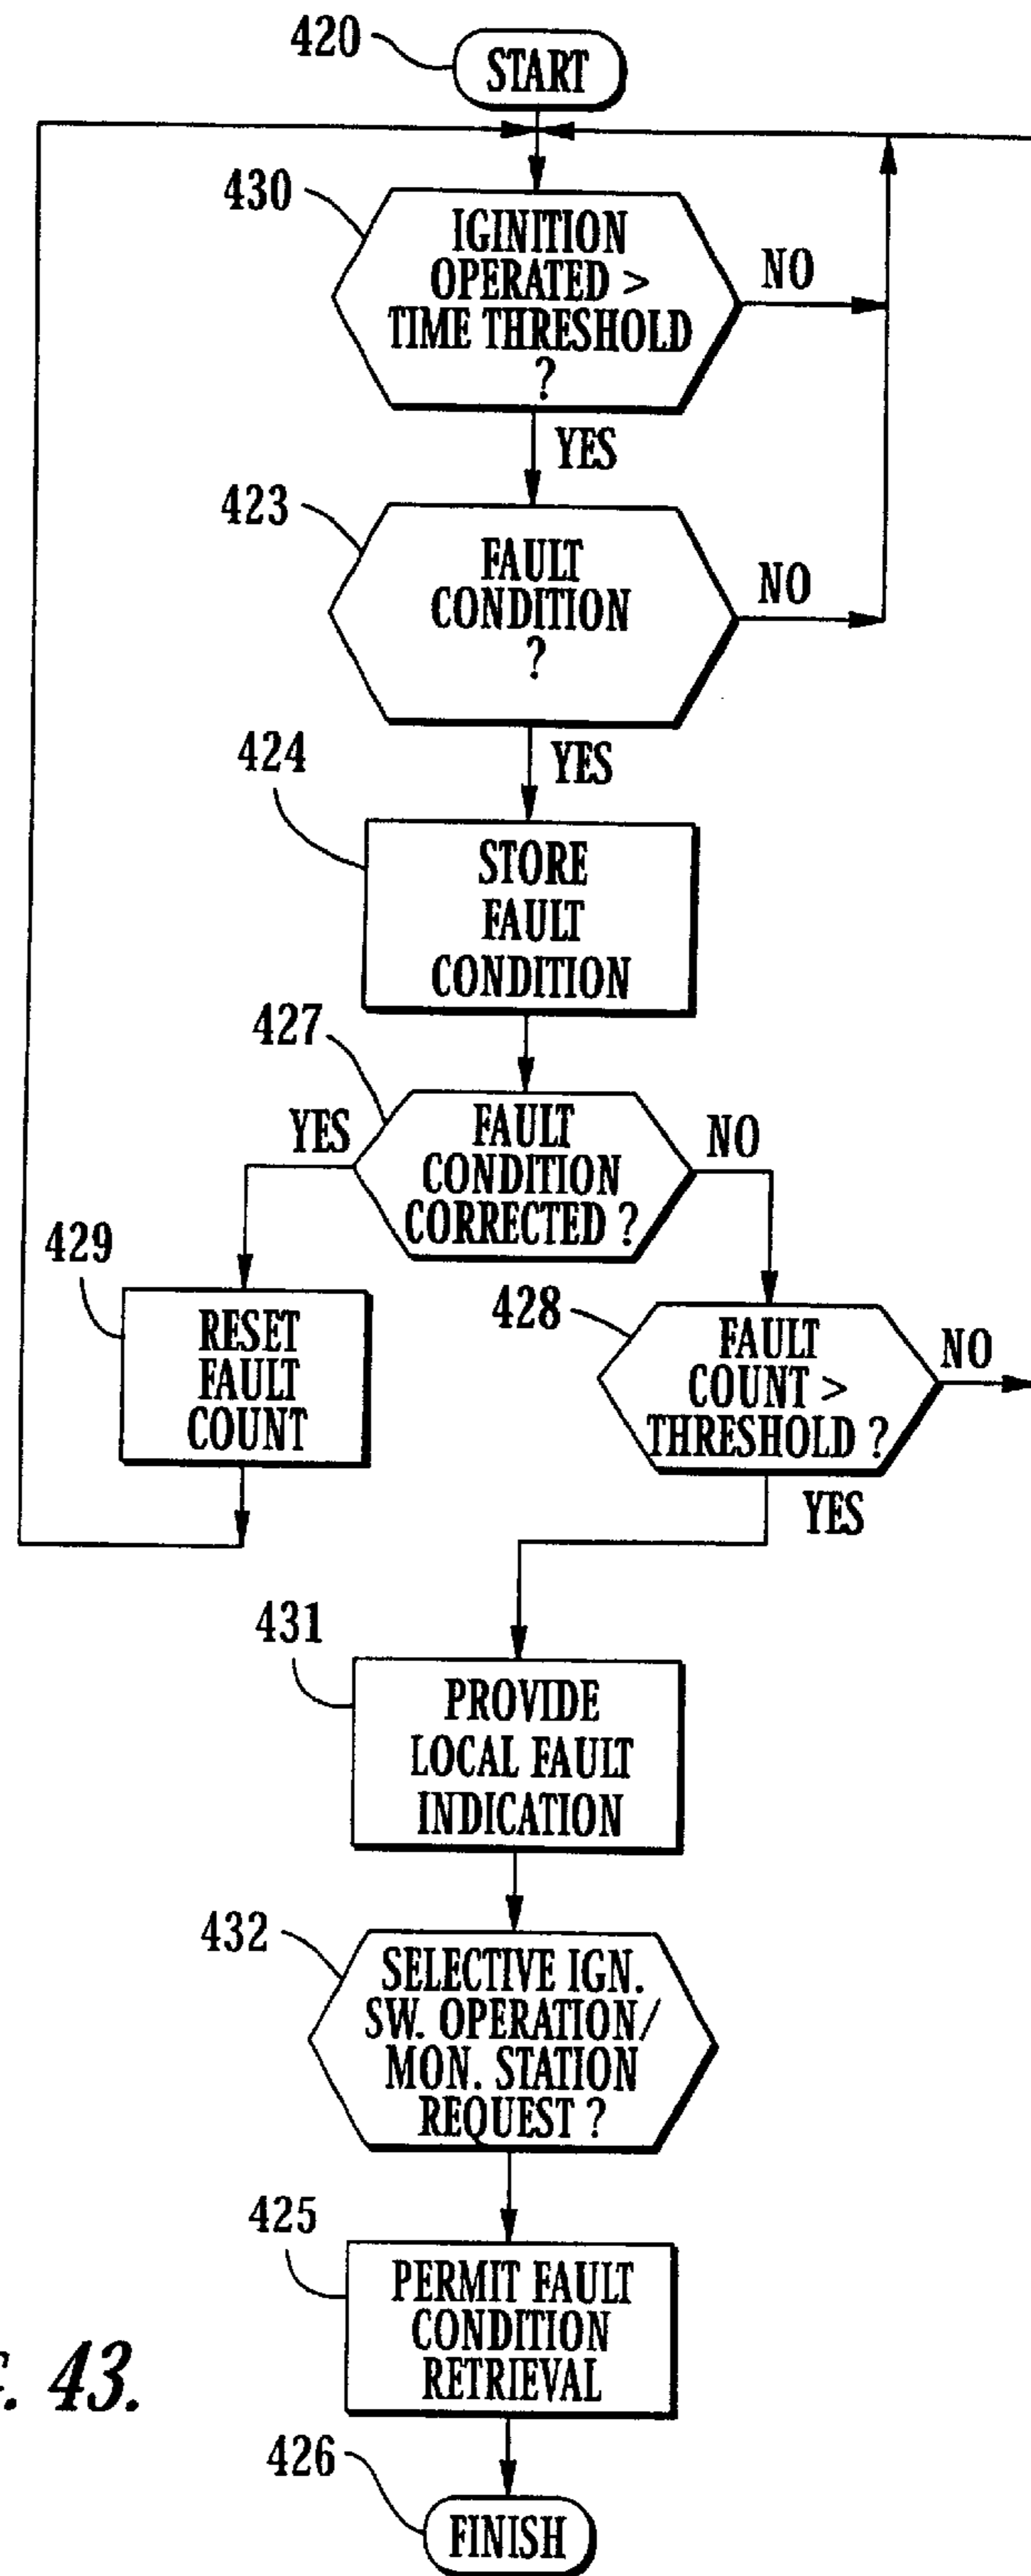 420
START
430
IGINITION
OPERATED >
TIME THRESHOLD
?
NO
YES
423
FAULT
CONDITION
?
NO
YES
424
STORE
FAULT
CONDITION
427
YES
FAULT
CONDITION
CORRECTED ?
NO
429
RESET
FAULT
COUNT
428
FAULT
COUNT >
THRESHOLD ?
NO
YES
431
PROVIDE
LOCAL FAULT
INDICATION
432
SELECTIVE IGN.
SW. OPERATION/
MON. STATION
REQUEST ?
425
PERMIT FAULT
CONDITION
RETRIEVAL
43.
426
FINISH